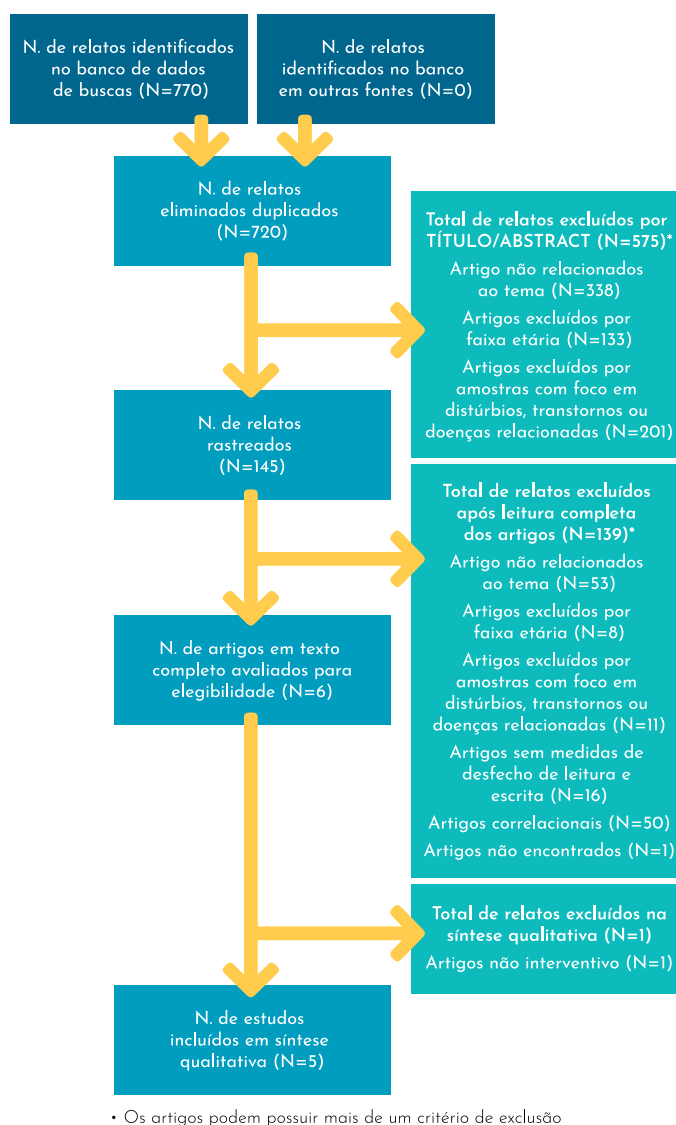 N. de relatos identificados
no banco de dados
de buscas (N=770)
N. de relatos
identificados no banco
em outras fontes (N=0)
N. de relatos
eliminados duplicados
(N=720)
Total de relatos excluídos por
TÍTULO/ABSTRACT (N=575)*
Artigo não relacionados
ao tema (N=338)
Artigos excluídos por
faixa etária (N=133)
Artigos excluídos por
amostras com foco em
distúrbios, transtornos ou
doenças relacionadas (N=201)
N. de relatos
rastreados
(N=145)
Total de relatos excluídos
após leitura completa
dos artigos (N=139)*
Artigo não relacionados
ao tema (N=53)
Artigos excluídos por
faixa etária (N=8)
Artigos excluídos por
amostras com foco em
distúrbios, transtornos ou
doenças relacionadas (N=11)
Artigos sem medidas de
desfecho de leitura e
escrita (N=16)
Artigos correlacionais (N=50)
Artigos não encontrados (N=1)
N. de artigos em texto
completo avaliados para
elegibilidade (N=6)
Total de relatos excluídos na
síntese qualitativa (N=1)
Artigos não interventivo (N=1)
N. de estudos
incluídos em síntese
qualitativa (N=5)
• Os artigos podem possuir mais de um critério de exclusão